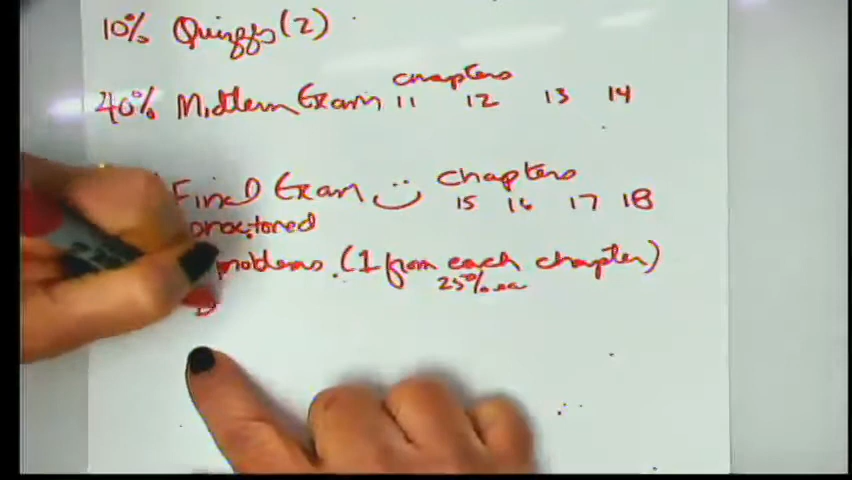 10% Quizzes (2)
40% Midterm Exam chapters 11 12 13 14
Final Exam chapters 15 16 17 18
proctored
problems. (1 from each chapter)
25% ea